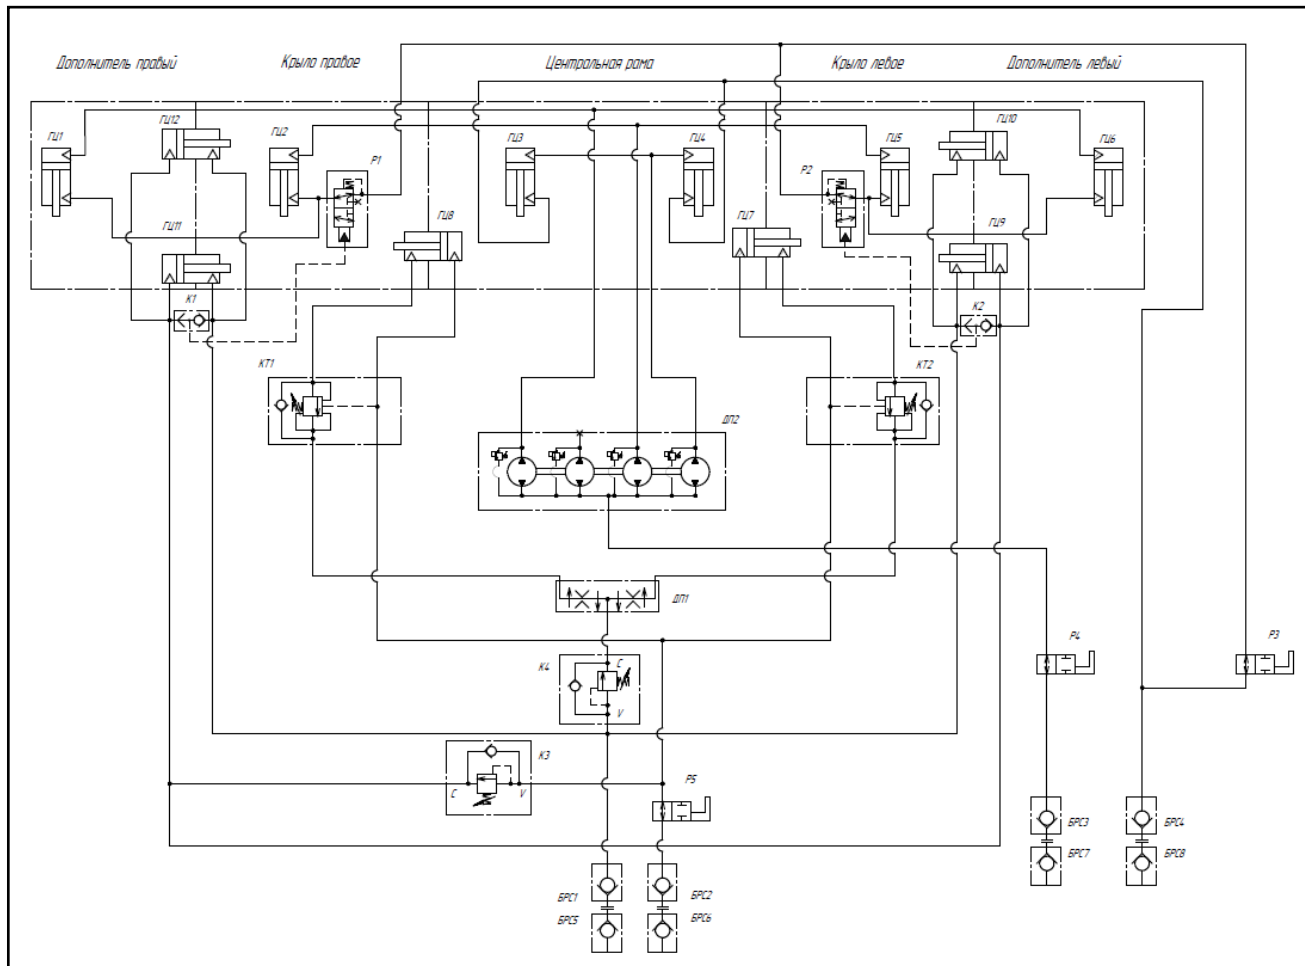 Дополнитель правый
Крыло правое
Центральная рама
Крыло левое
Дополнитель левый
ГЦ12
ГЦ10
ГЦ1
ГЦ2
ГЦ3
ГЦ4
ГЦ5
ГЦ6
Р1
Р2
ГЦ11
ГЦ8
ГЦ7
ГЦ9
К1
К2
КТ1
КТ2
ДП2
ДП1
Р4
Р3
К4
С
V
К3
С
V
Р5
БРС3
БРС4
БРС7
БРС8
БРС1
БРС2
БРС5
БРС6